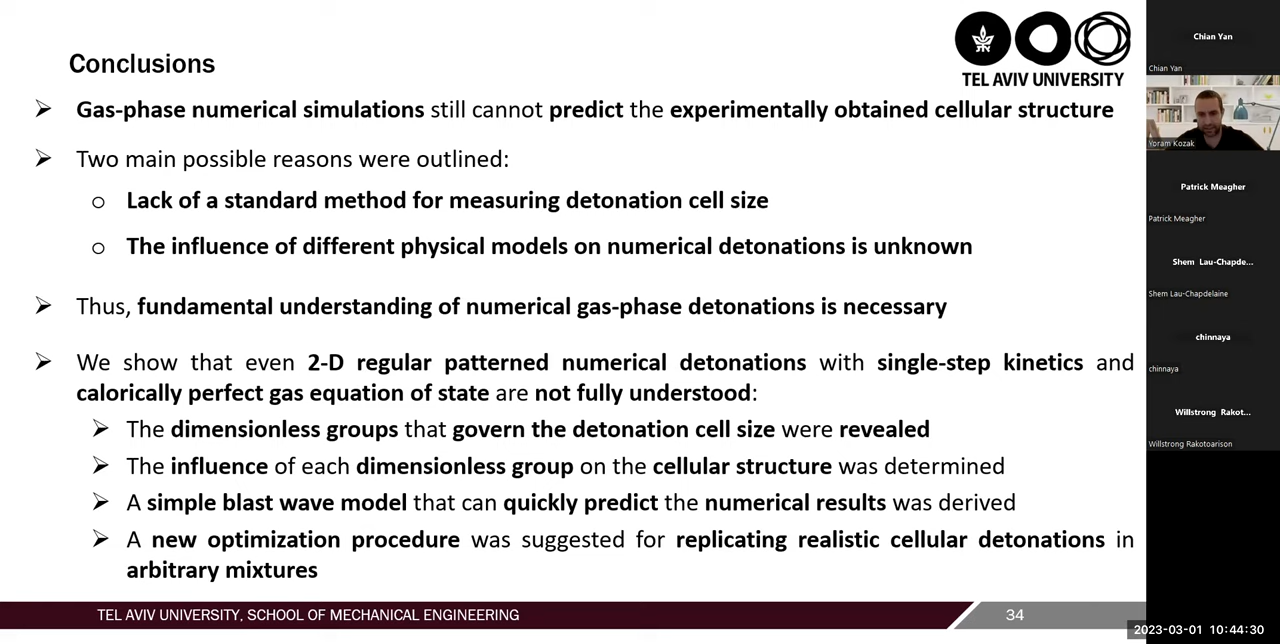 TEL AVIV UNIVERSITY
Conclusions
Gas-phase numerical simulations still cannot predict the experimentally obtained cellular structure
Two main possible reasons were outlined:
Lack of a standard method for measuring detonation cell size
The influence of different physical models on numerical detonations is unknown
Thus, fundamental understanding of numerical gas-phase detonations is necessary
We show that even 2-D regular patterned numerical detonations with single-step kinetics and
calorically perfect gas equation of state are not fully understood:
The dimensionless groups that govern the detonation cell size were revealed
The influence of each dimensionless group on the cellular structure was determined
A simple blast wave model that can quickly predict the numerical results was derived
A new optimization procedure was suggested for replicating realistic cellular detonations in
arbitrary mixtures
TEL AVIV UNIVERSITY, SCHOOL OF MECHANICAL ENGINEERING
34
Chian Yan
Chian Yan
Yoram Kozak
Patrick Meagher
Patrick Meagher
Shem Lau-Chapde...
Shem Lau-Chapdelaine
chinnaya
chinnaya
Willstrong Rakot...
Willstrong Rakotoarison
2023-03-01 10:44:30